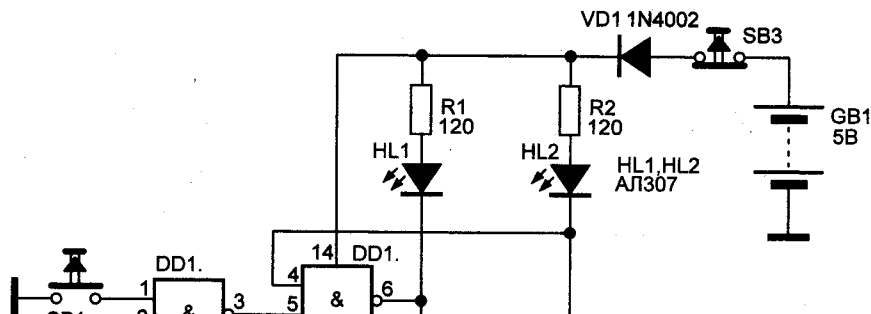 VD1 1N4002
SB3
R1
120
R2
120
GB1
5В
HL1
HL2
HL1,HL2
АЛ307
14
DD1.
4
6
5
&
DD1.
1
3
&